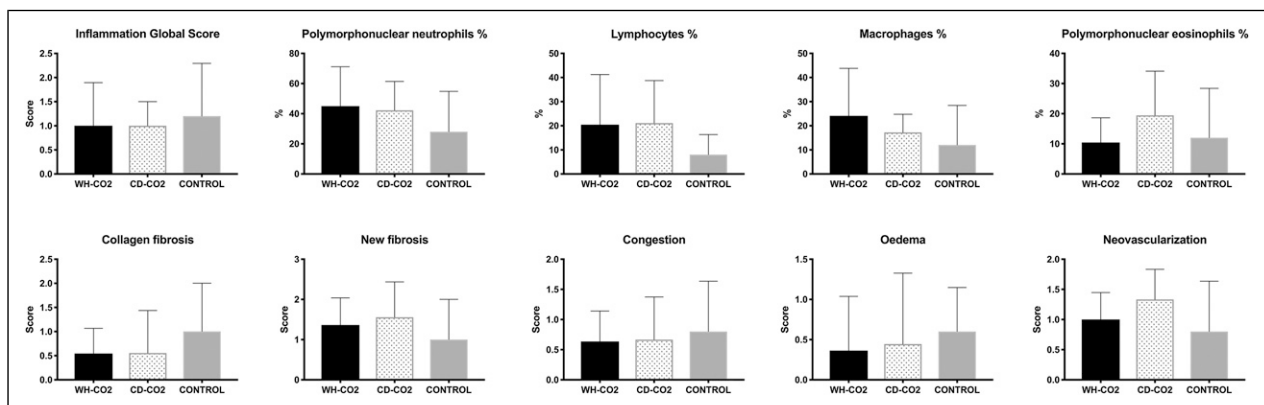 Inflammation Global Score
Score
2.5
2.0
1.5
1.0
0.5
0.0
WH-CO2 CD-CO2 CONTROL
Polymorphonuclear neutrophils %
%
80
60
40
20
0
WH-CO2 CD-CO2 CONTROL
Lymphocytes %
%
50
40
30
20
10
0
WH-CO2 CD-CO2 CONTROL
Macrophages %
%
50
40
30
20
10
0
WH-CO2 CD-CO2 CONTROL
Polymorphonuclear eosinophils %
%
40
30
20
10
0
WH-CO2 CD-CO2 CONTROL
Collagen fibrosis
Score
2.5
2.0
1.5
1.0
0.5
0.0
WH-CO2 CD-CO2 CONTROL
New fibrosis
Score
3
2
1
0
WH-CO2 CD-CO2 CONTROL
Congestion
Score
2.0
1.5
1.0
0.5
0.0
WH-CO2 CD-CO2 CONTROL
Oedema
Score
1.5
1.0
0.5
0.0
WH-CO2 CD-CO2 CONTROL
Neovascularization
Score
2.0
1.5
1.0
0.5
0.0
WH-CO2 CD-CO2 CONTROL